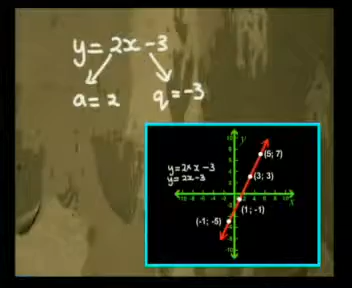 y = 2x - 3
a = 2 q = -3
y
(5; 7)
y = 2×x - 3
y = 2x - 3
(3; 3)
x
(1; -1)
(-1; -5)